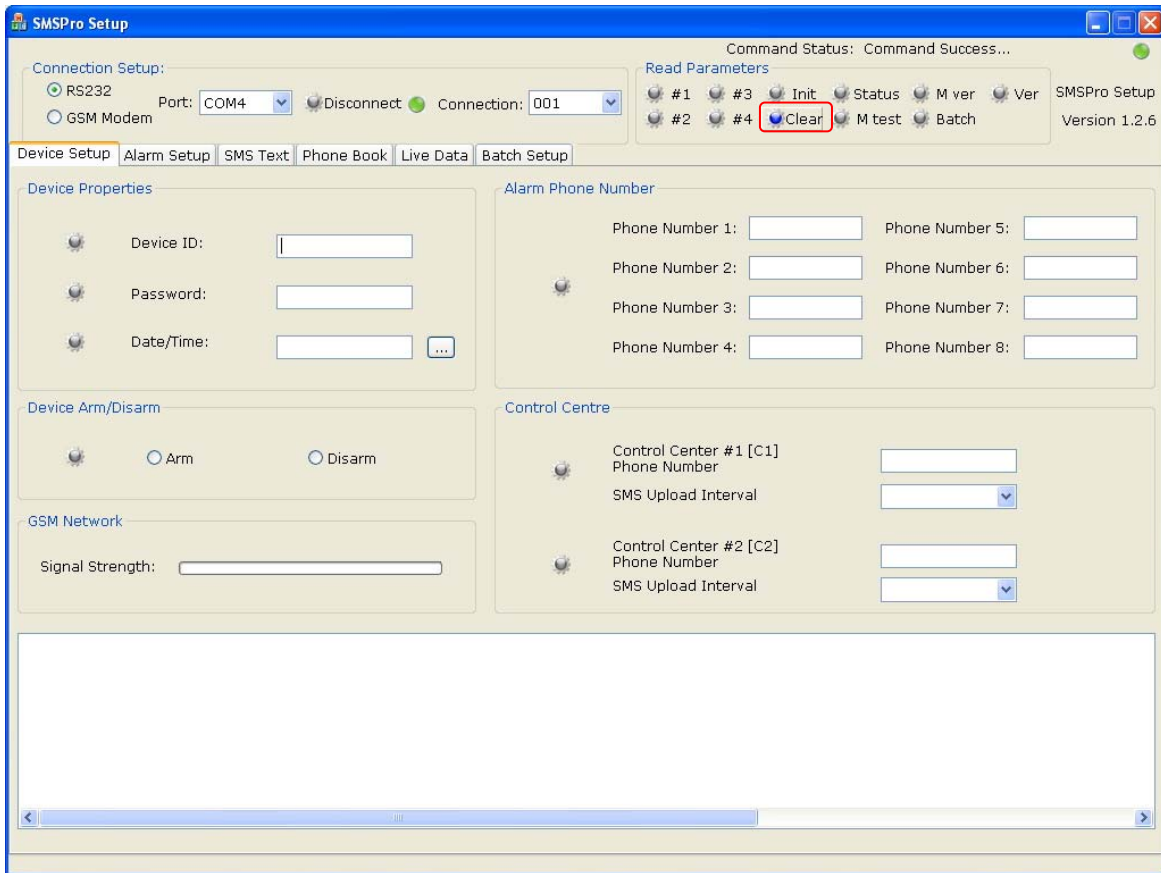 SMSPro Setup
Command Status: Command Success...
Connection Setup:
RS232
GSM Modem
Port: COM4
Disconnect
Connection: 001
Read Parameters
#1 #3 Init Status M ver Ver
#2 #4 Clear M test Batch
SMSPro Setup
Version 1.2.6
Device Setup Alarm Setup SMS Text Phone Book Live Data Batch Setup
Device Properties
Device ID:
Password:
Date/Time:
...
Alarm Phone Number
Phone Number 1: Phone Number 5:
Phone Number 2: Phone Number 6:
Phone Number 3: Phone Number 7:
Phone Number 4: Phone Number 8:
Device Arm/Disarm
Arm Disarm
GSM Network
Signal Strength:
Control Centre
Control Center #1 [C1]
Phone Number
SMS Upload Interval
Control Center #2 [C2]
Phone Number
SMS Upload Interval